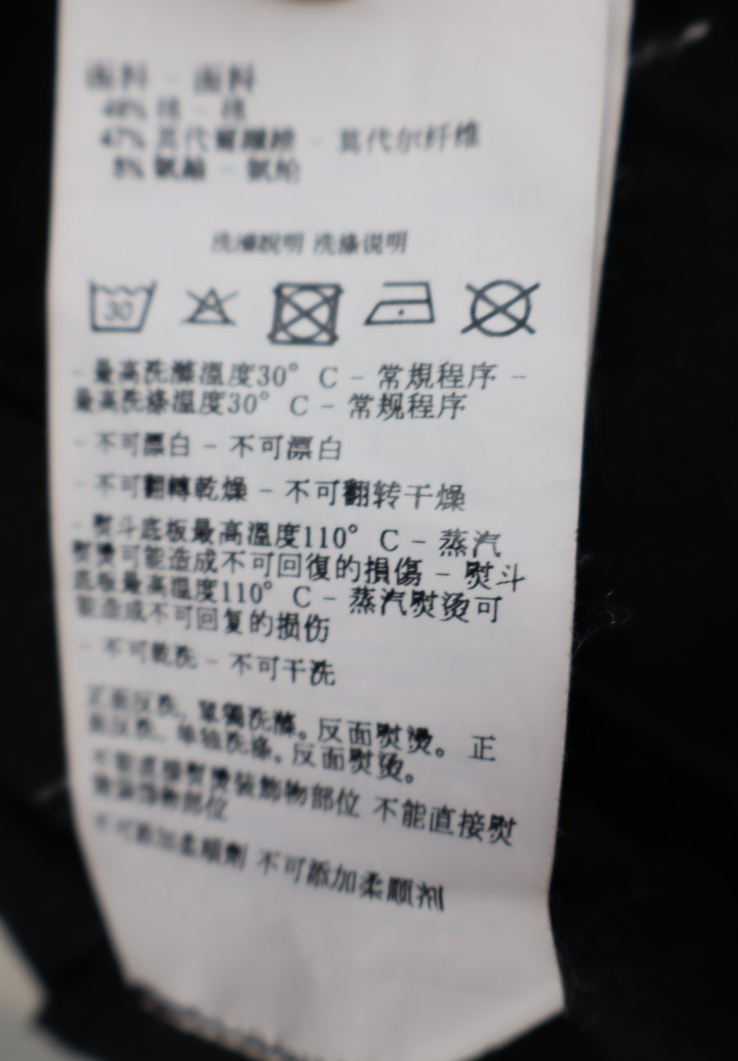 面料 - 面料
48% 棉 - 棉
47% 莫代爾纖維 - 莫代尔纤维
5% 氨綸 - 氨纶
洗滌說明 洗涤说明
30
- 最高洗滌溫度30° C - 常規程序 -
最高洗涤温度30° C - 常规程序
- 不可漂白 - 不可漂白
- 不可翻轉乾燥 - 不可翻转干燥
- 熨斗底板最高溫度110° C - 蒸汽
熨燙可能造成不可回復的損傷 - 熨斗
底板最高温度110° C - 蒸汽熨烫可
能造成不可回复的损伤
- 不可乾洗 - 不可干洗
正面反洗。單獨洗滌。反面熨燙。 正
面反洗。单独洗涤。反面熨烫。
不能直接熨燙裝飾物部位 不能直接熨
烫装饰物部位
不可添加柔順劑 不可添加柔顺剂